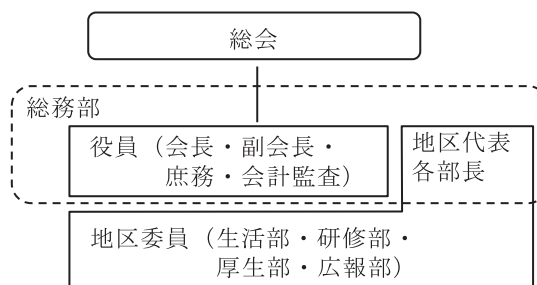 総会
総務部
役員（会長・副会長・
庶務・会計監査）
地区代表
各部長
地区委員（生活部・研修部・
厚生部・広報部）